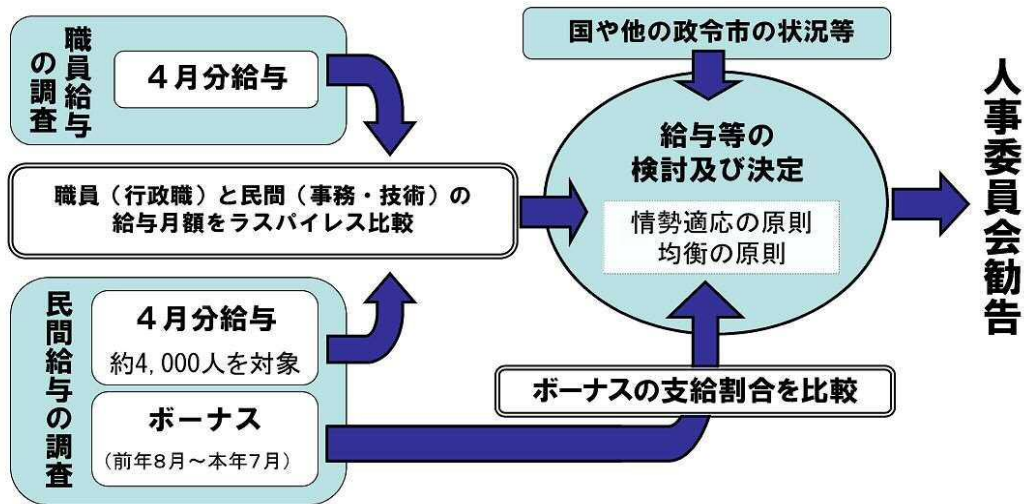 職員給与
の調査
4月分給与
職員（行政職）と民間（事務・技術）の
給与月額をラスパイレス比較
民間給与の調査
4月分給与
約4,000人を対象
ボーナス
（前年8月～本年7月）
国や他の政令市の状況等
給与等の
検討及び決定
情勢適応の原則
均衡の原則
ボーナスの支給割合を比較
人事委員会勧告